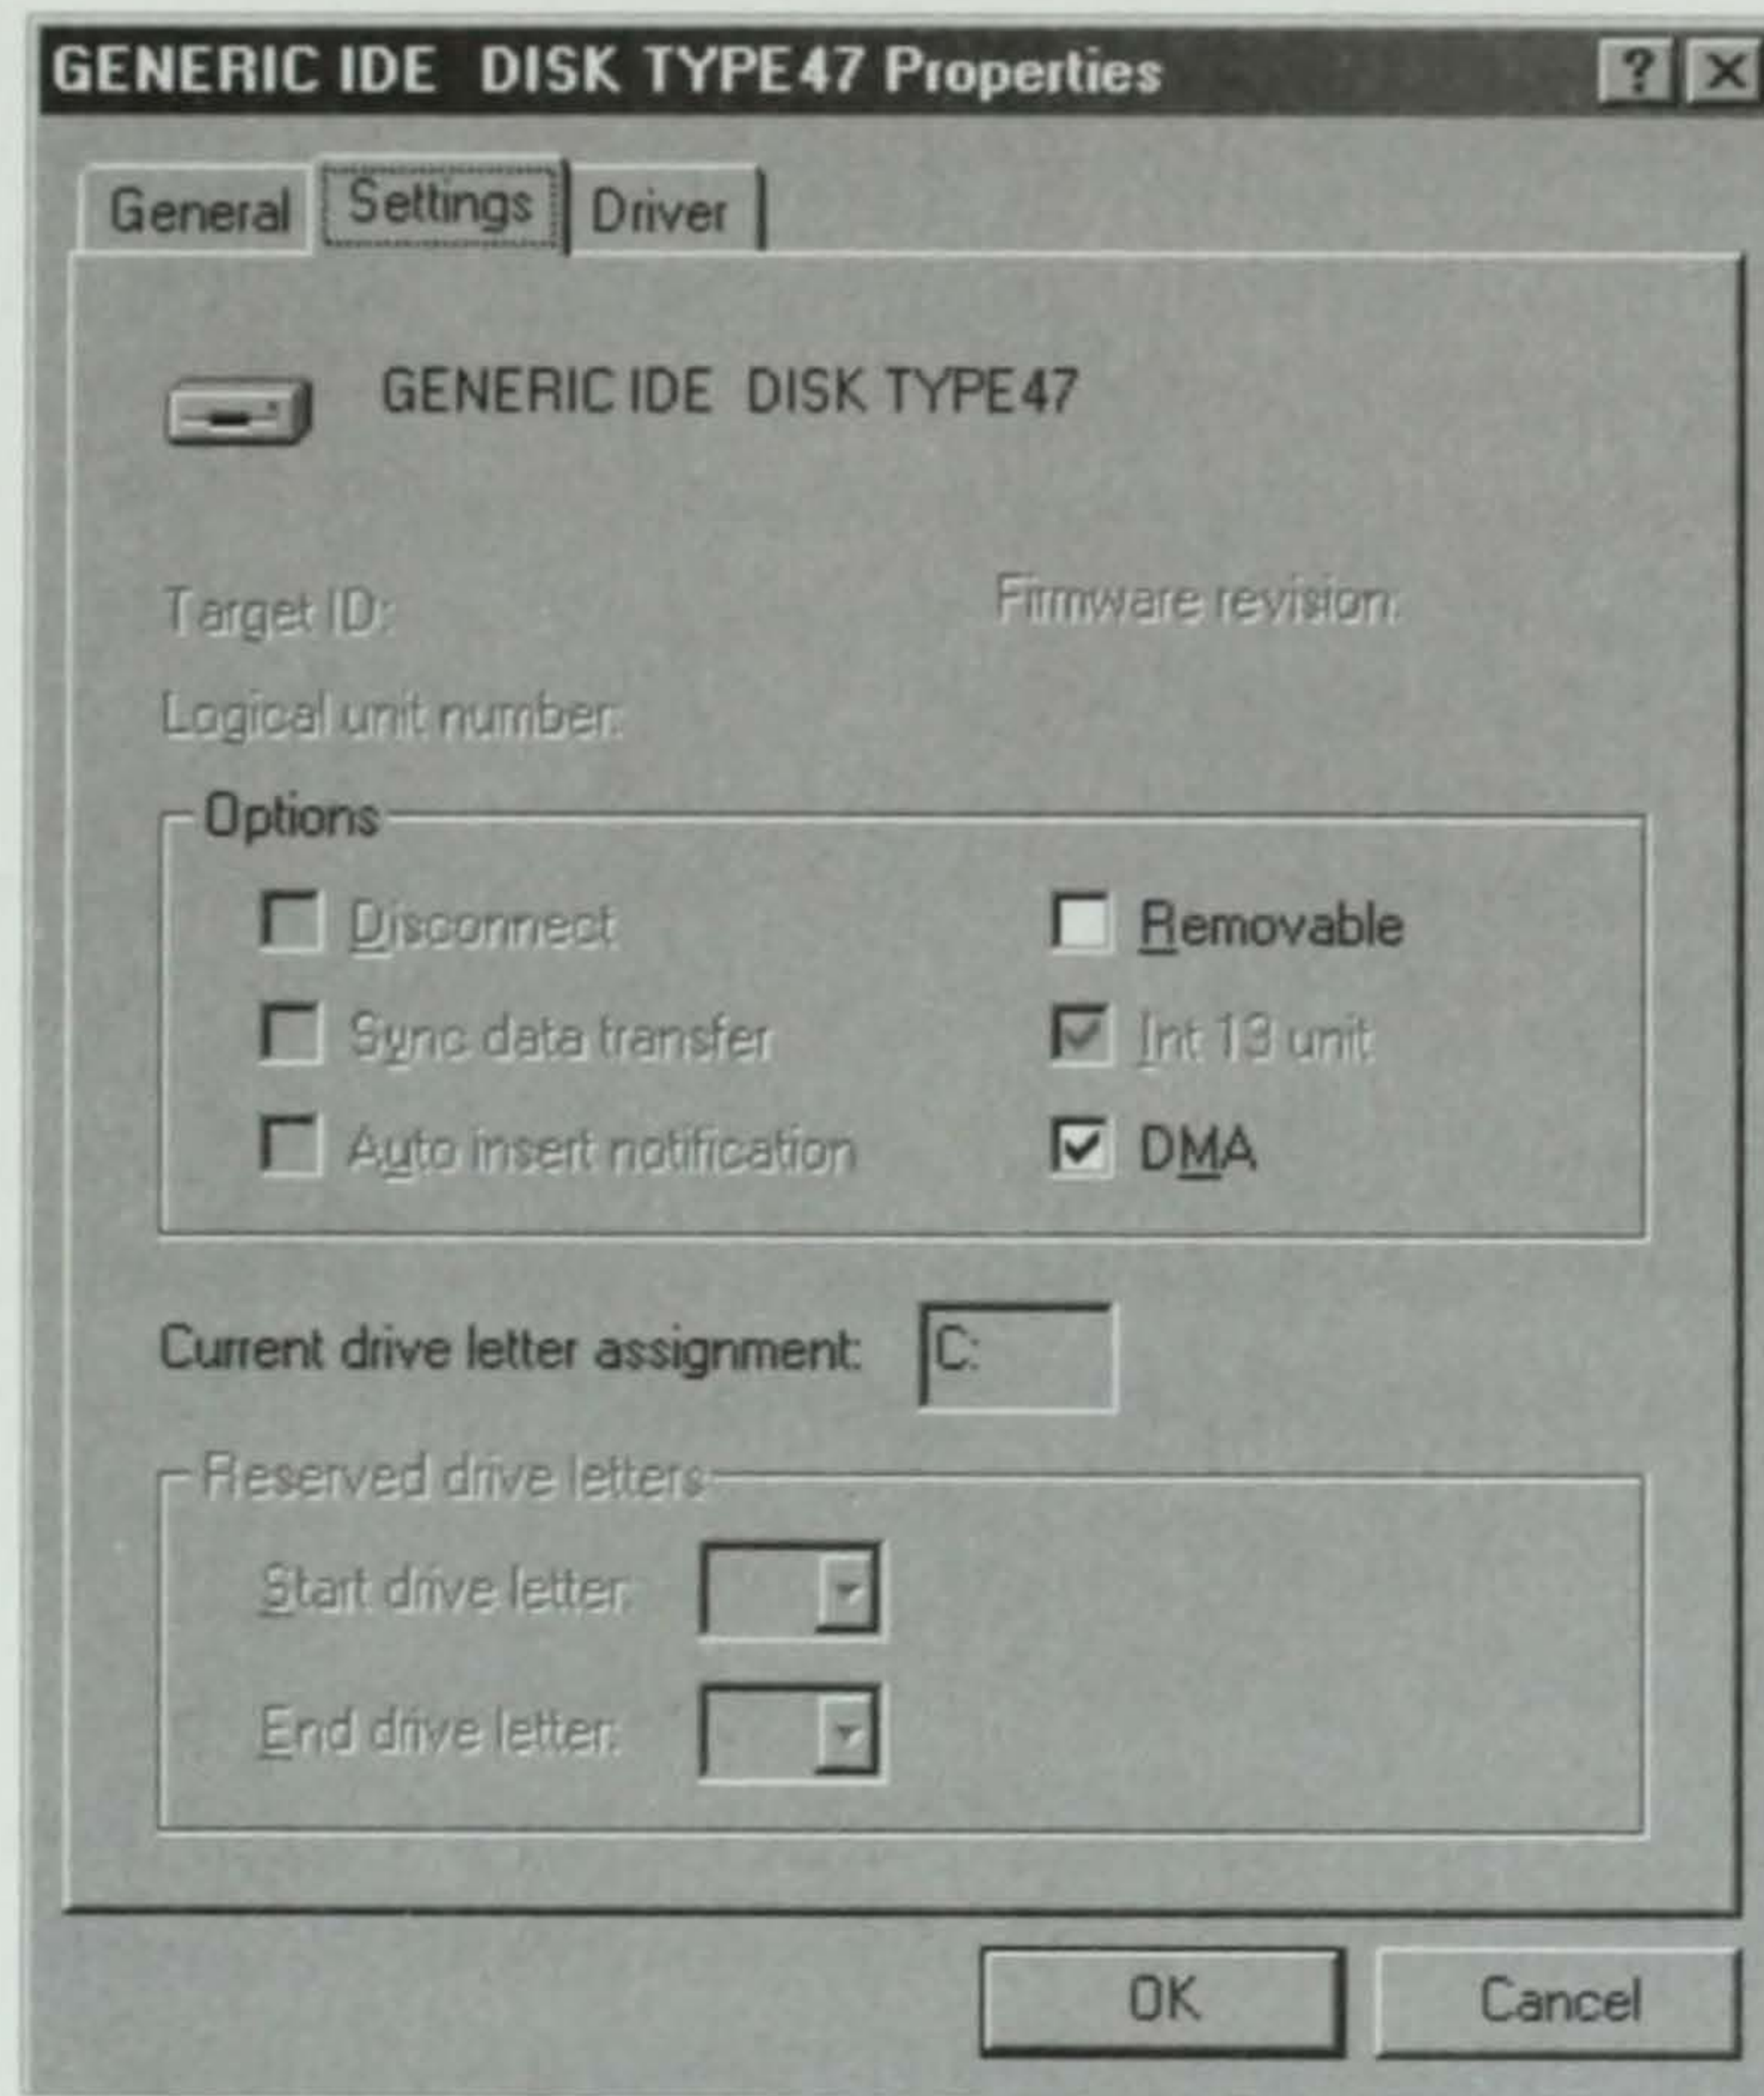 GENERIC IDE  DISK TYPE47 Properties ? X
General Settings Driver
GENERIC IDE  DISK TYPE47
Target ID: Firmware revision:
Logical unit number:
Options
Disconnect Removable
Sync data transfer Int 13 unit
Auto insert notification DMA
Current drive letter assignment: C:
Reserved drive letters
Start drive letter:
End drive letter:
OK Cancel